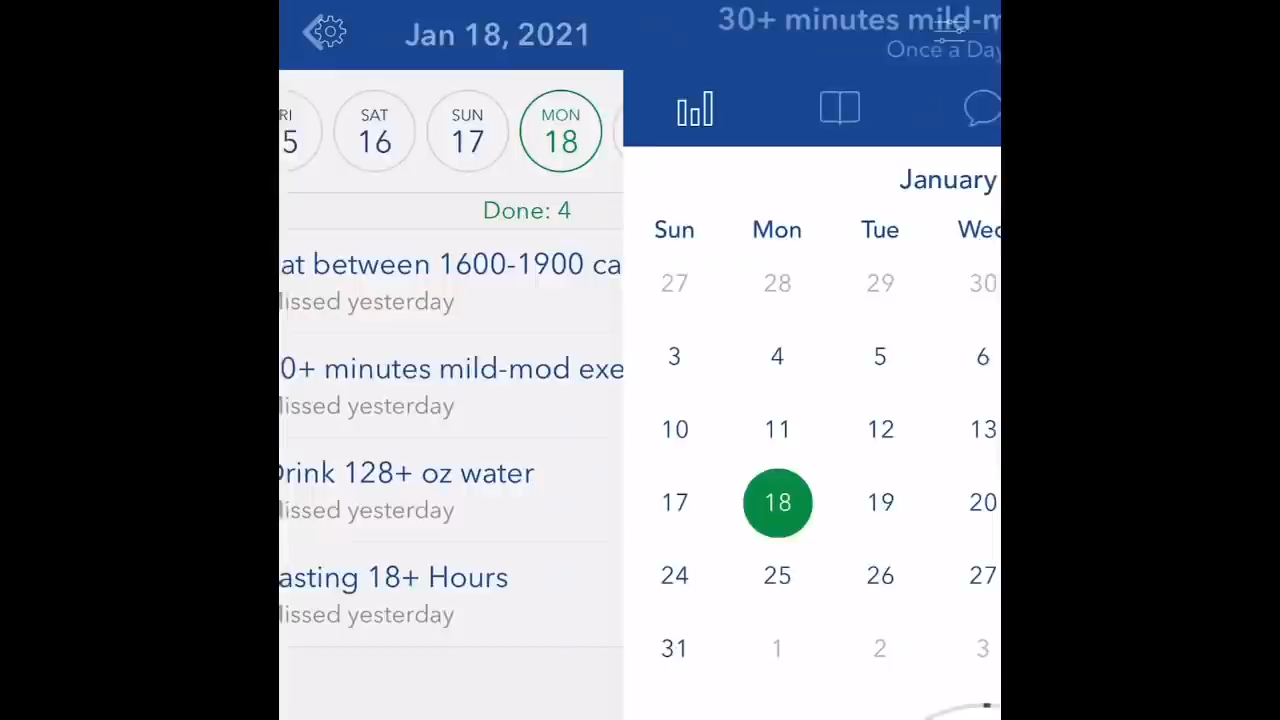 Jan 18, 2021
RI SAT SUN MON
5 16 17 18
Done: 4
at between 1600-1900 ca
issed yesterday
0+ minutes mild-mod exe
issed yesterday
Drink 128+ oz water
issed yesterday
asting 18+ Hours
issed yesterday
30+ minutes mild-m
Once a Day
January
Sun Mon Tue Wed
27 28 29 30
3 4 5 6
10 11 12 13
17 18 19 20
24 25 26 27
31 1 2 3